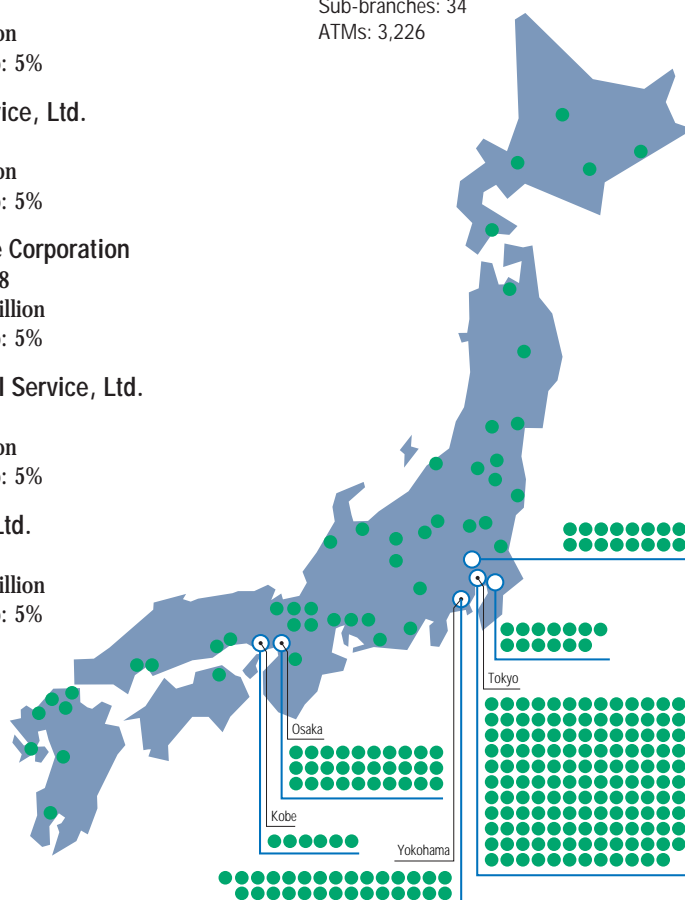 Sub-branches: 34
ATMs: 3,226
on
: 5%
ice, Ltd.
on
: 5%
e Corporation
8
illion
: 5%
l Service, Ltd.
on
: 5%
Ltd.
illion
: 5%
Tokyo
Osaka
Kobe
Yokohama